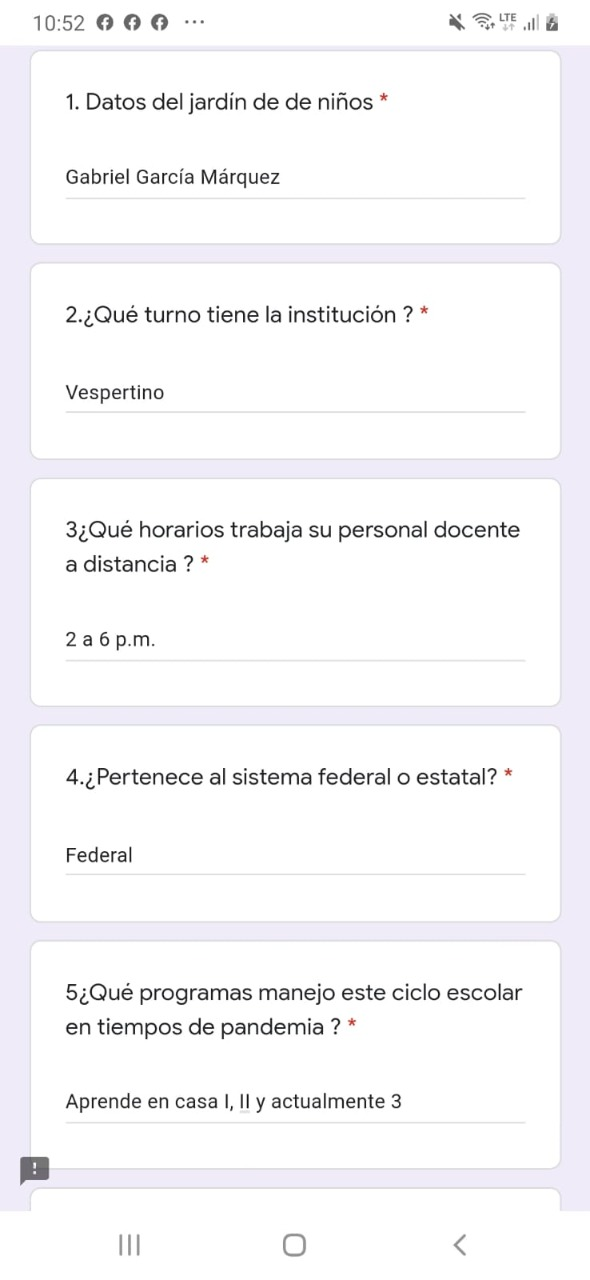 10:52
LTE
1. Datos del jardín de de niños *
Gabriel García Márquez
2.¿Qué turno tiene la institución ? *
Vespertino
3¿Qué horarios trabaja su personal docente
a distancia ? *
2 a 6 p.m.
4.¿Pertenece al sistema federal o estatal? *
Federal
5¿Qué programas manejo este ciclo escolar
en tiempos de pandemia ? *
Aprende en casa I, II y actualmente 3